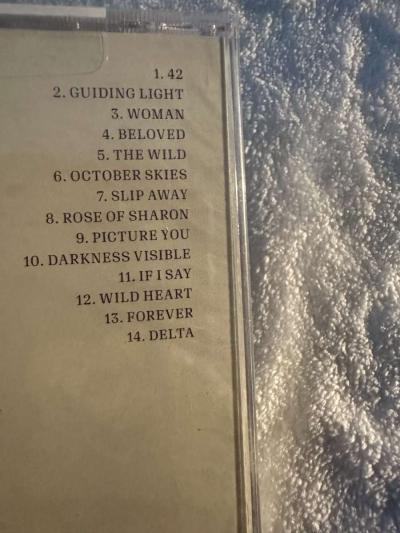 1. 42
2. GUIDING LIGHT
3. WOMAN
4. BELOVED
5. THE WILD
6. OCTOBER SKIES
7. SLIP AWAY
8. ROSE OF SHARON
9. PICTURE YOU
10. DARKNESS VISIBLE
11. IF I SAY
12. WILD HEART
13. FOREVER
14. DELTA